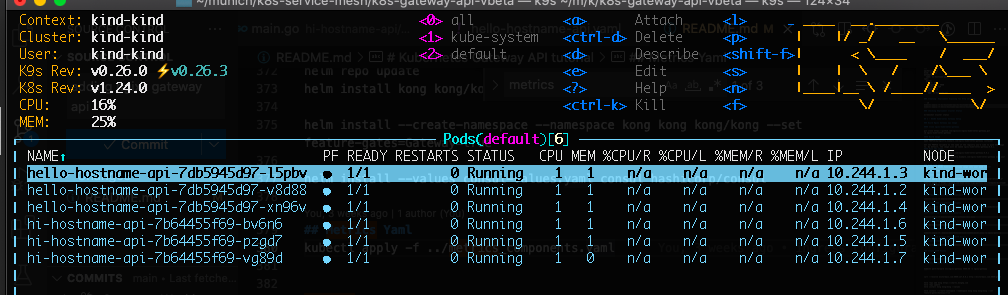 ~/munich/k8s-service-mesh/k8s-gateway-api-vbeta — k9s ~/m/k/k8s-gateway-api-vbeta — k9s — 124×34
Context: kind-kind <0> all <a> Attach <l>
Cluster: kind-kind <1> kube-system <ctrl-d> Delete <p>
User: kind-kind <2> default <d> Describe <shift-f>
K9s Rev: v0.26.0 ⚡v0.26.3 <e> Edit <s>
K8s Rev: v1.24.0 <?> Help <n>
CPU: 16% <ctrl-k> Kill <f>
MEM: 25%
Pods(default)[6]
NAME↑ PF READY RESTARTS STATUS CPU MEM %CPU/R %CPU/L %MEM/R %MEM/L IP NODE
hello-hostname-api-7db5945d97-l5pbv ● 1/1 0 Running 1 1 n/a n/a n/a n/a 10.244.1.3 kind-wor
hello-hostname-api-7db5945d97-v8d88 ● 1/1 0 Running 1 1 n/a n/a n/a n/a 10.244.1.2 kind-wor
hello-hostname-api-7db5945d97-xn96v ● 1/1 0 Running 1 1 n/a n/a n/a n/a 10.244.1.4 kind-wor
hi-hostname-api-7b64455f69-bv6n6 ● 1/1 0 Running 1 1 n/a n/a n/a n/a 10.244.1.6 kind-wor
hi-hostname-api-7b64455f69-pzgd7 ● 1/1 0 Running 1 1 n/a n/a n/a n/a 10.244.1.5 kind-wor
hi-hostname-api-7b64455f69-vg89d ● 1/1 0 Running 1 0 n/a n/a n/a n/a 10.244.1.7 kind-wor